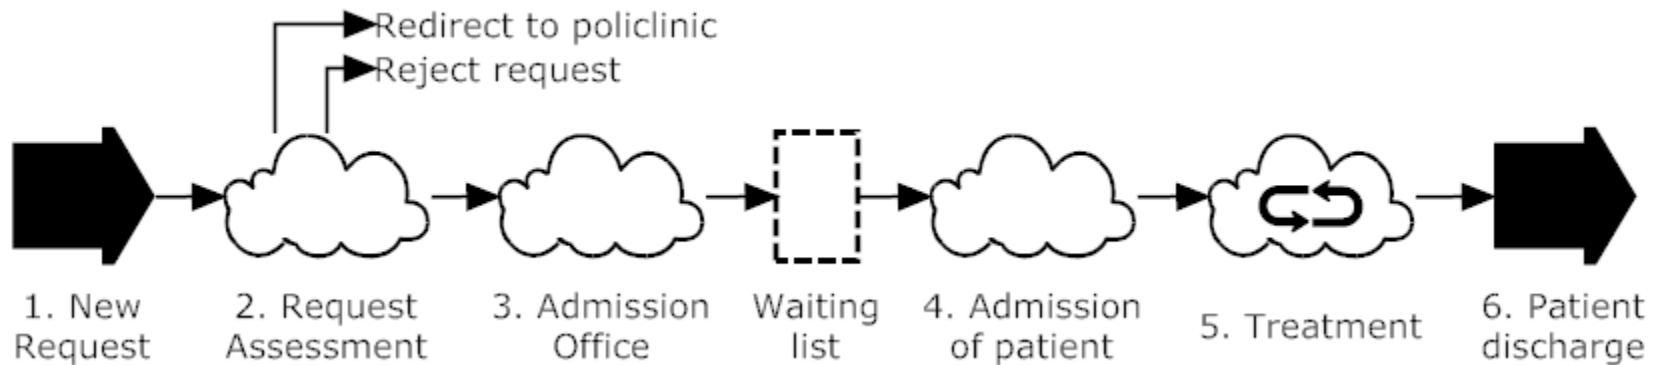 Redirect to policlinic
Reject request
1. New
Request
2. Request
Assessment
3. Admission
Office
Waiting
list
4. Admission
of patient
5. Treatment
6. Patient
discharge